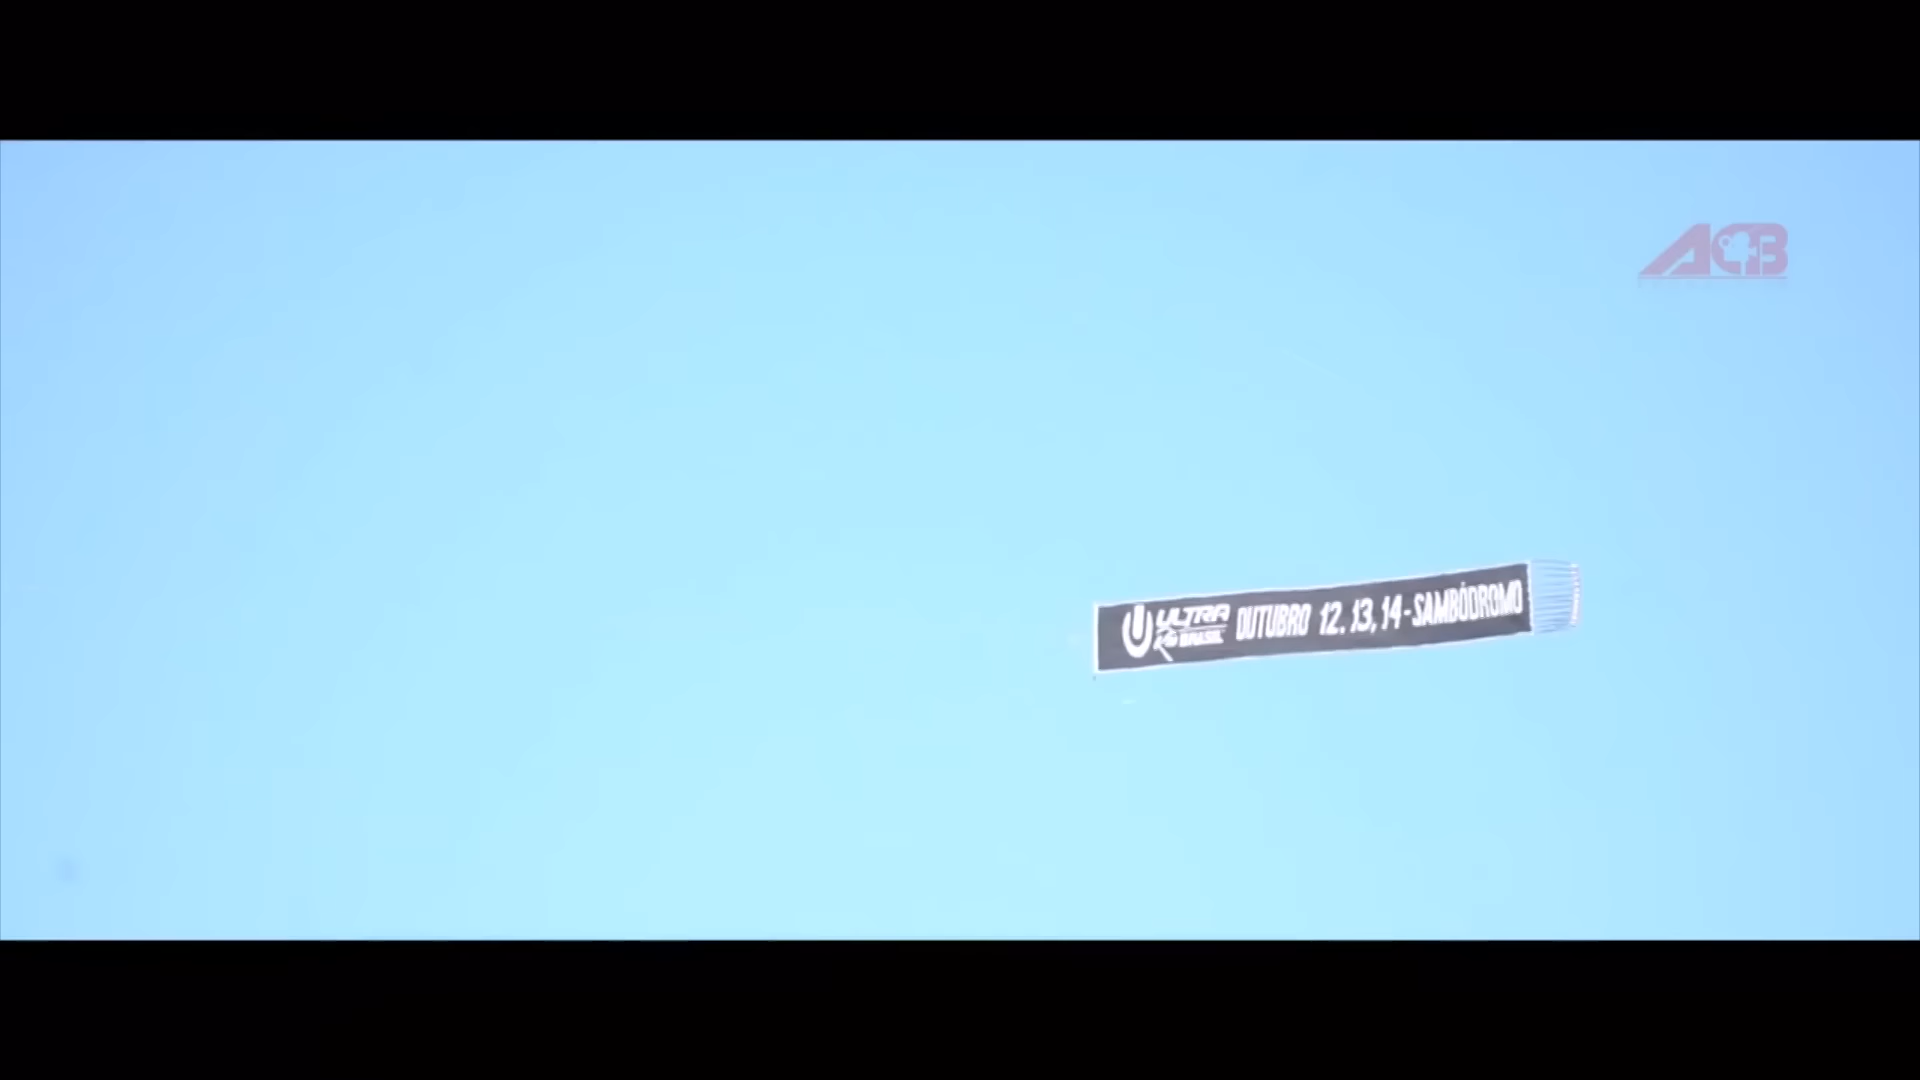 ACB
ULTRA OUTUBRO 12, 13, 14-SAMBÓDROMO
BRASIL